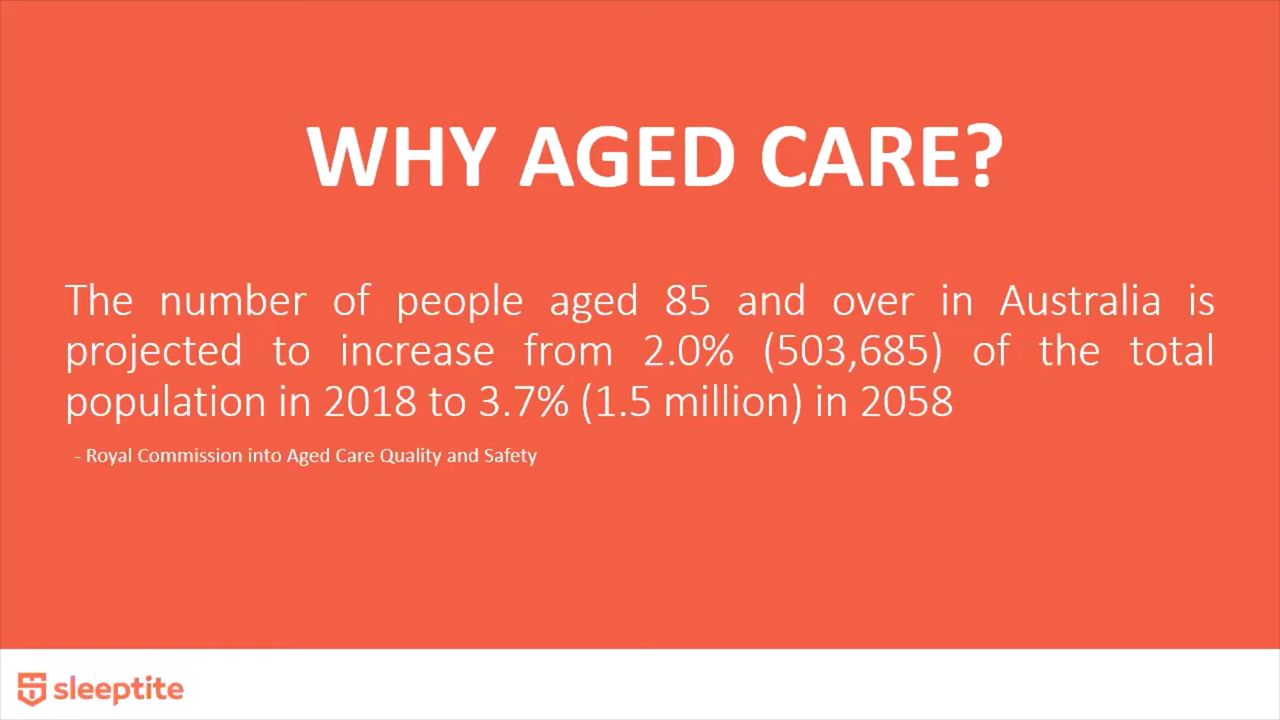 WHY AGED CARE?
The number of people aged 85 and over in Australia is
projected to increase from 2.0% (503,685) of the total
population in 2018 to 3.7% (1.5 million) in 2058
- Royal Commission into Aged Care Quality and Safety
sleeptite